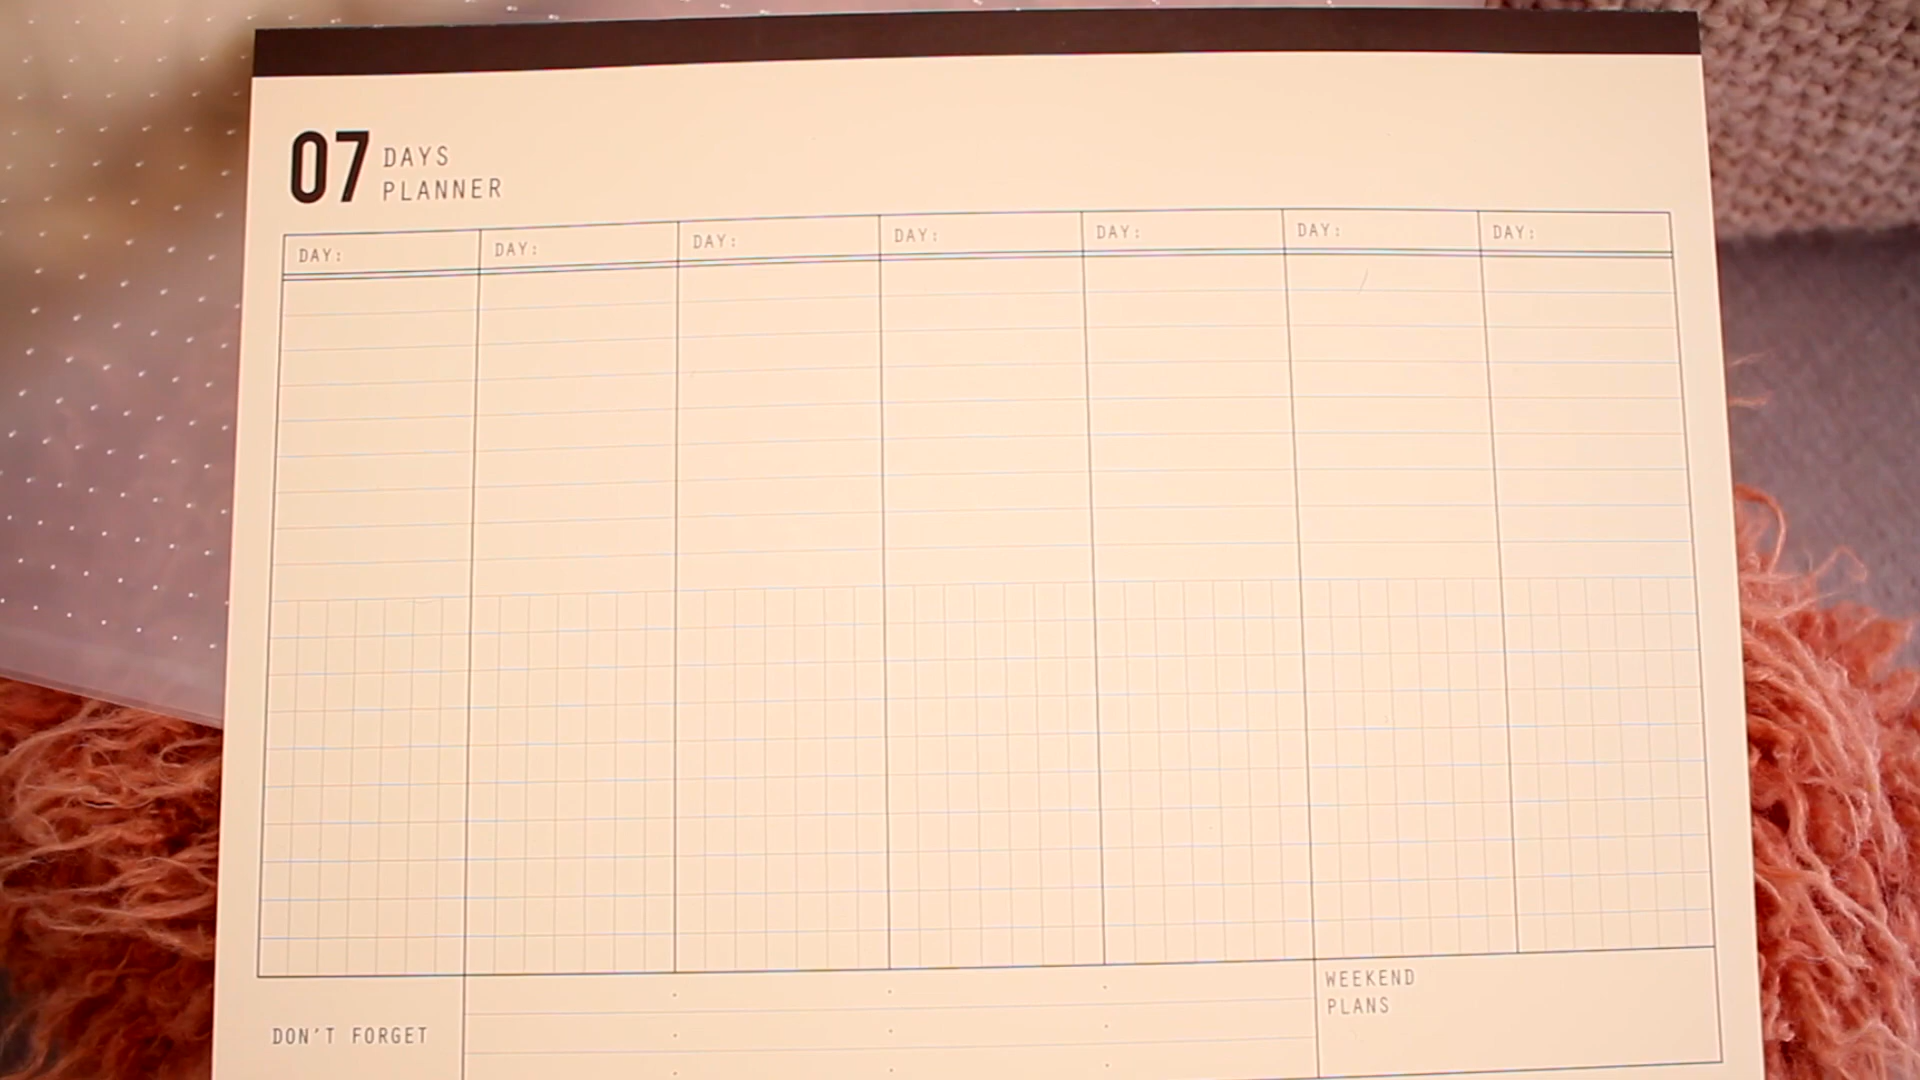 07 DAYS
PLANNER
DAY: DAY: DAY: DAY: DAY: DAY: DAY:
WEEKEND
PLANS
DON'T FORGET